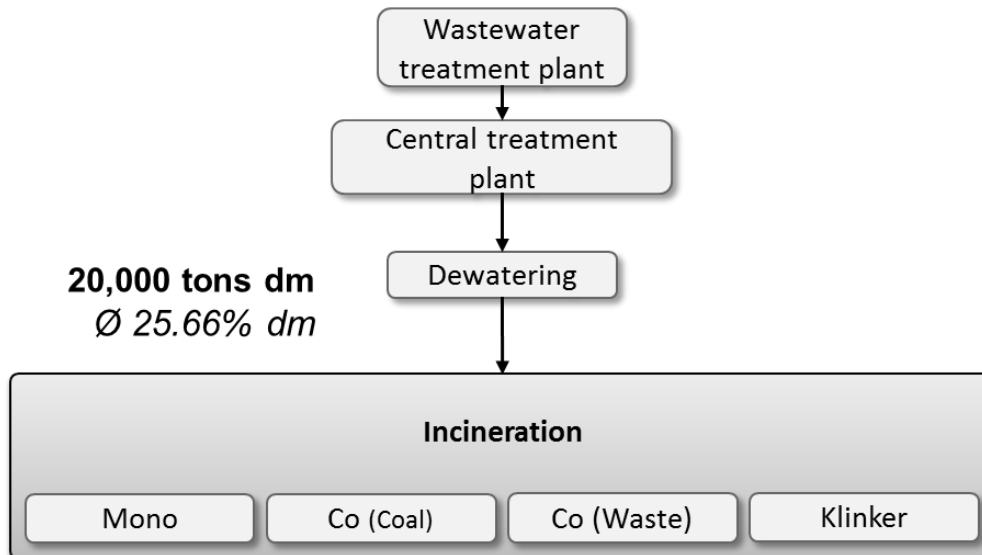 Wastewater
treatment plant
Central treatment
plant
Dewatering
20,000 tons dm
Ø 25.66% dm
Incineration
Mono
Co (Coal)
Co (Waste)
Klinker